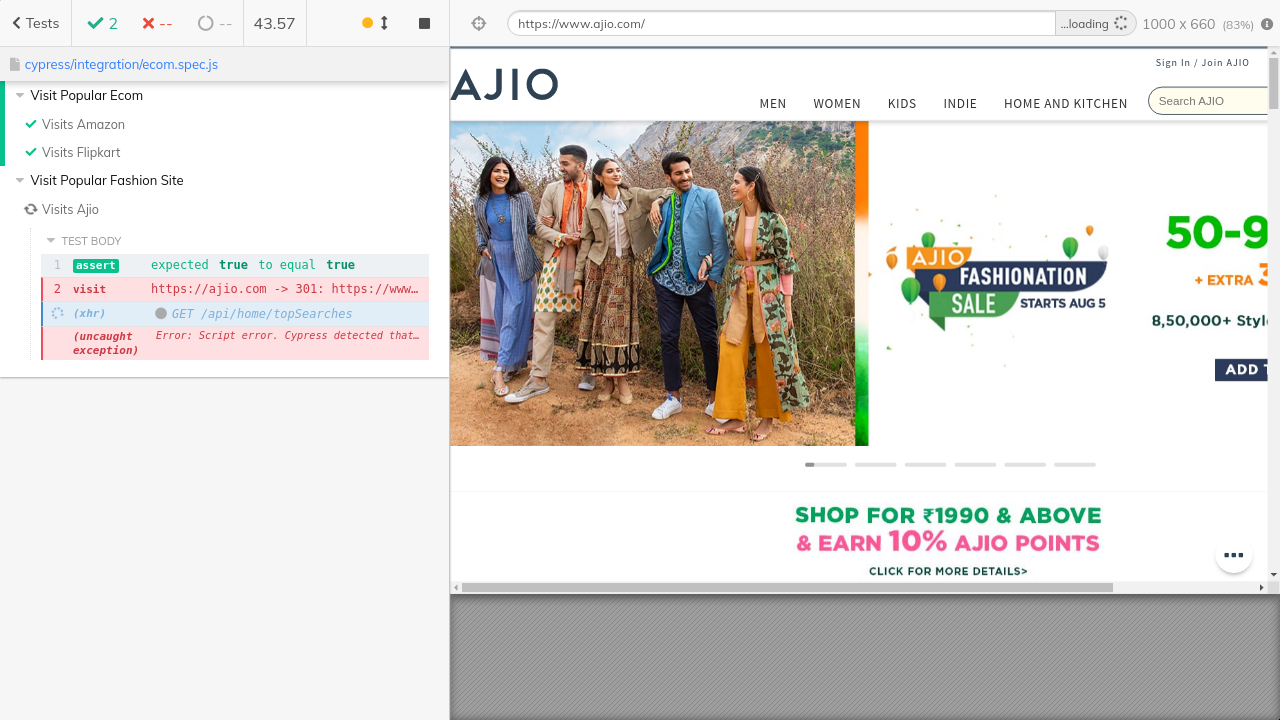 Tests
2
--
--
43.57
https://www.ajio.com/
...loading
1000 x 660 (83%)
cypress/integration/ecom.spec.js
Visit Popular Ecom
Visits Amazon
Visits Flipkart
Visit Popular Fashion Site
Visits Ajio
TEST BODY
1 assert expected true to equal true
2 visit https://ajio.com -> 301: https://www...
(xhr) GET /api/home/topSearches
(uncaught exception) Error: Script error. Cypress detected that...
Sign In / Join AJIO
AJIO
MEN WOMEN KIDS INDIE HOME AND KITCHEN
Search AJIO
AJIO
FASHIONATION
SALE STARTS AUG 5
50-9
+ EXTRA 3
8,50,000+ Style
ADD T
SHOP FOR ₹1990 & ABOVE
& EARN 10% AJIO POINTS
CLICK FOR MORE DETAILS>